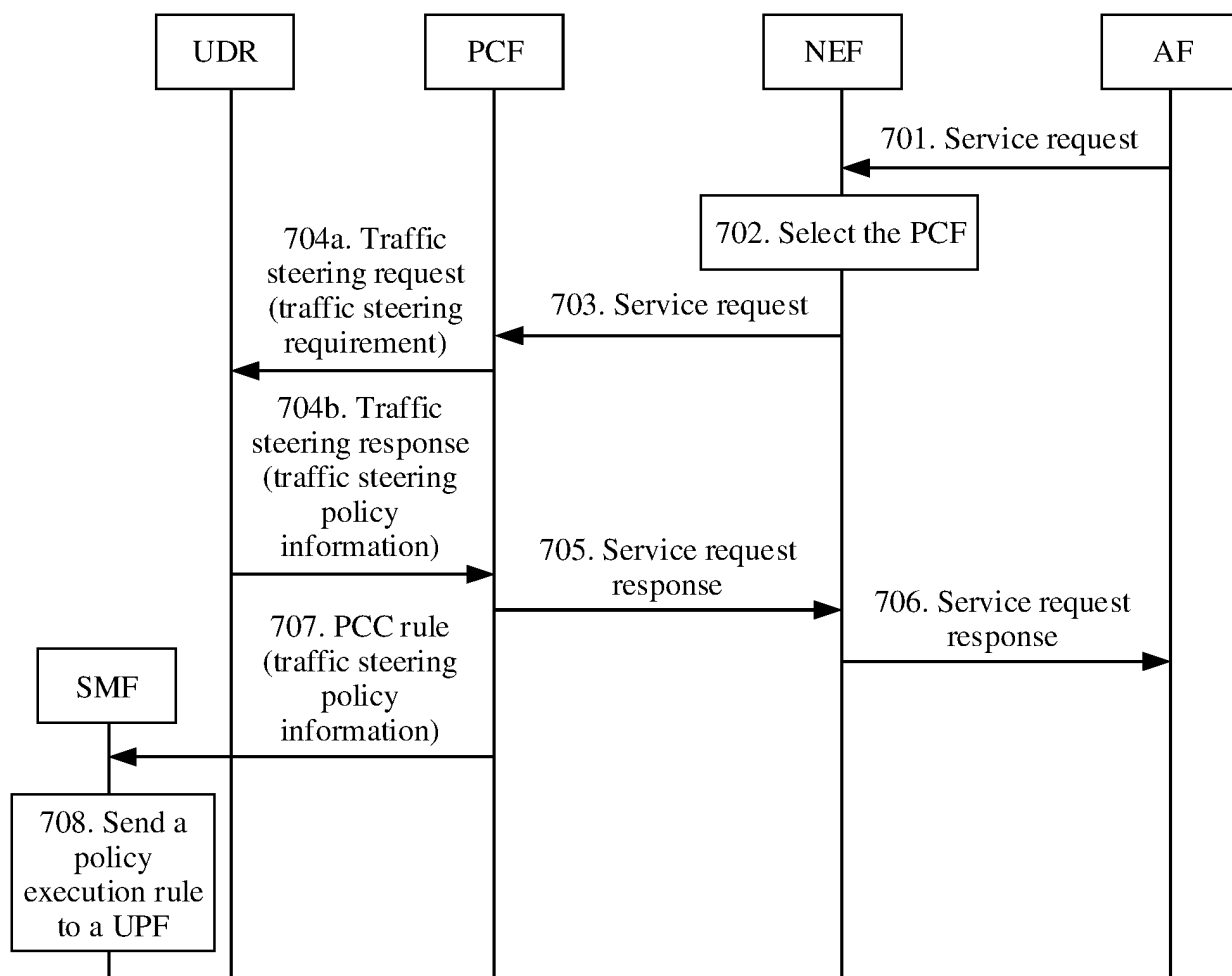 UDR
PCF
NEF
AF
701. Service request
702. Select the PCF
703. Service request
704a. Traffic
steering request
(traffic steering
requirement)
704b. Traffic
steering response
(traffic steering
policy
information)
705. Service request
response
706. Service request
response
707. PCC rule
(traffic steering
policy
information)
SMF
708. Send a
policy
execution rule
to a UPF